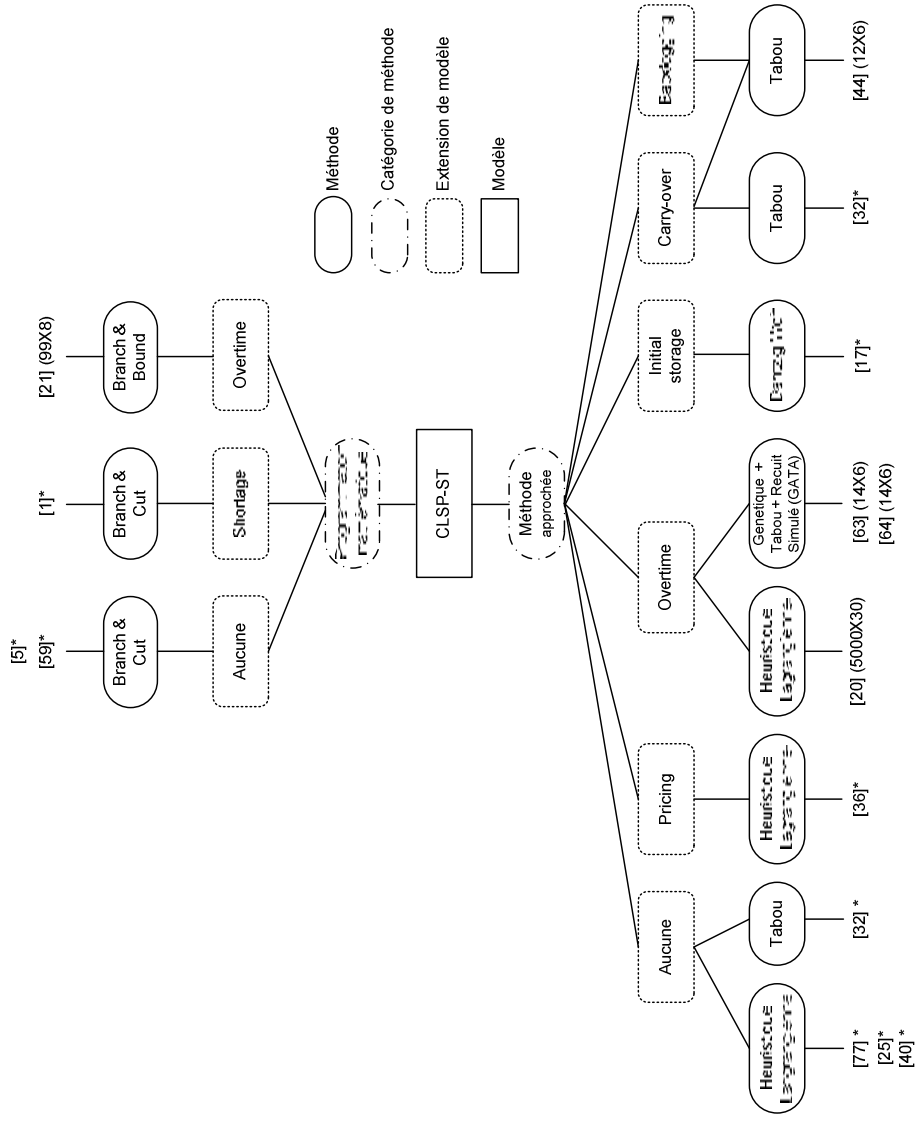 [5]*
[59]*
[1]*
[21] (99X8)
Branch &
Cut
Branch &
Cut
Branch &
Bound
Aucune
Shortage
Overtime
CLSP-ST
Méthode
approchée
Méthode
Catégorie de méthode
Extension de modèle
Modèle
Aucune
Pricing
Overtime
Initial
storage
Carry-over
Tabou
Genetique +
Tabou + Recuit
Simulé (GATA)
Tabou
Tabou
[77] *
[25]*
[40] *
[32] *
[36]*
[20] (5000X30)
[63] (14X6)
[64] (14X6)
[17]*
[32]*
[44] (12X6)